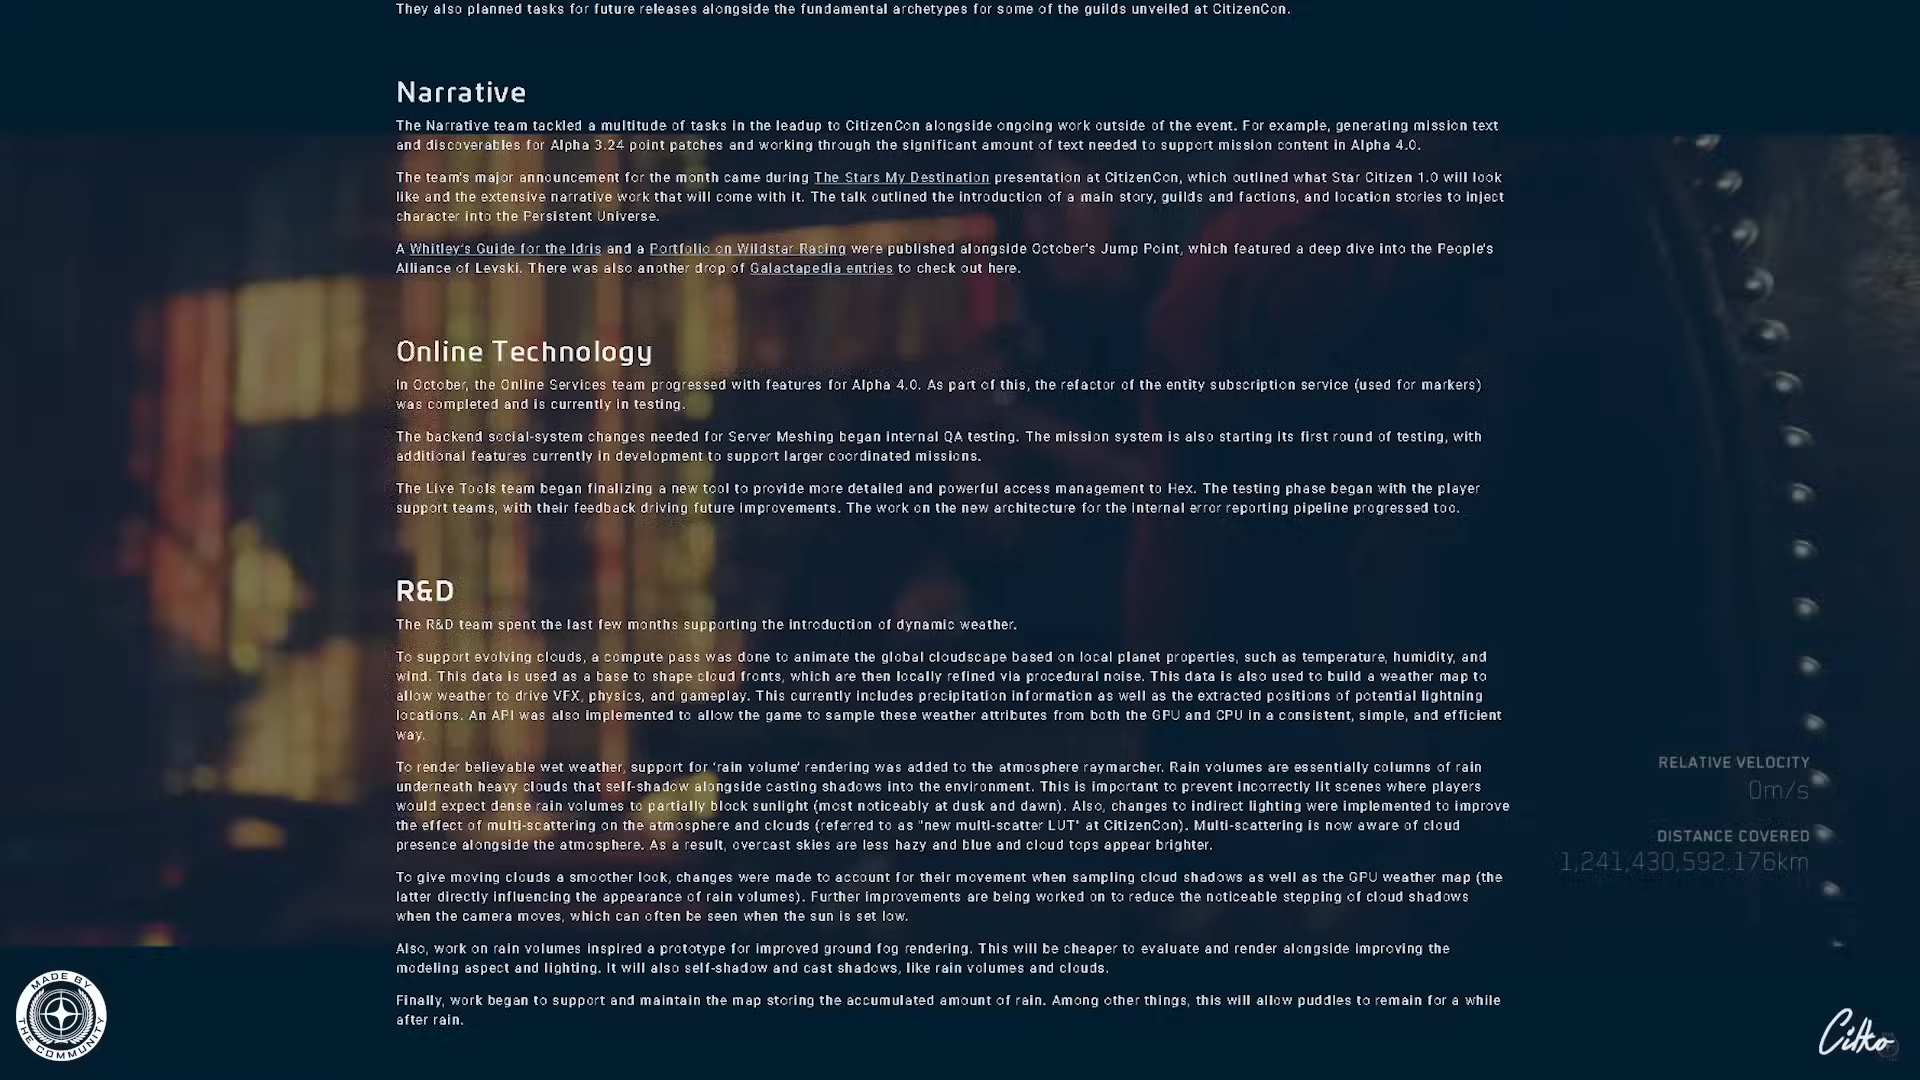 They also planned tasks for future releases alongside the fundamental archetypes for some of the guilds unveiled at CitizenCon.
Narrative
The Narrative team tackled a multitude of tasks in the leadup to CitizenCon alongside ongoing work outside of the event. For example, generating mission text
and discoverables for Alpha 3.24 point patches and working through the significant amount of text needed to support mission content in Alpha 4.0.
The team's major announcement for the month came during The Stars My Destination presentation at CitizenCon, which outlined what Star Citizen 1.0 will look
like and the extensive narrative work that will come with it. The talk outlined the introduction of a main story, guilds and factions, and location stories to inject
character into the Persistent Universe.
A Whitley's Guide for the Idris and a Portfolio on Wildstar Racing were published alongside October's Jump Point, which featured a deep dive into the People's
Alliance of Levski. There was also another drop of Galactapedia entries to check out here.
Online Technology
In October, the Online Services team progressed with features for Alpha 4.0. As part of this, the refactor of the entity subscription service (used for markers)
was completed and is currently in testing.
The backend social-system changes needed for Server Meshing began internal QA testing. The mission system is also starting its first round of testing, with
additional features currently in development to support larger coordinated missions.
The Live Tools team began finalizing a new tool to provide more detailed and powerful access management to Hex. The testing phase began with the player
support teams, with their feedback driving future improvements. The work on the new architecture for the internal error reporting pipeline progressed too.
R&D
The R&D team spent the last few months supporting the introduction of dynamic weather.
To support evolving clouds, a compute pass was done to animate the global cloudscape based on local planet properties, such as temperature, humidity, and
wind. This data is used as a base to shape cloud fronts, which are then locally refined via procedural noise. This data is also used to build a weather map to
allow weather to drive VFX, physics, and gameplay. This currently includes precipitation information as well as the extracted positions of potential lightning
locations. An API was also implemented to allow the game to sample these weather attributes from both the GPU and CPU in a consistent, simple, and efficient
way.
To render believable wet weather, support for 'rain volume' rendering was added to the atmosphere raymarcher. Rain volumes are essentially columns of rain
underneath heavy clouds that self-shadow alongside casting shadows into the environment. This is important to prevent incorrectly lit scenes where players
would expect dense rain volumes to partially block sunlight (most noticeably at dusk and dawn). Also, changes to indirect lighting were implemented to improve
the effect of multi-scattering on the atmosphere and clouds (referred to as "new multi-scatter LUT" at CitizenCon). Multi-scattering is now aware of cloud
presence alongside the atmosphere. As a result, overcast skies are less hazy and blue and cloud tops appear brighter.
To give moving clouds a smoother look, changes were made to account for their movement when sampling cloud shadows as well as the GPU weather map (the
latter directly influencing the appearance of rain volumes). Further improvements are being worked on to reduce the noticeable stepping of cloud shadows
when the camera moves, which can often be seen when the sun is set low.
Also, work on rain volumes inspired a prototype for improved ground fog rendering. This will be cheaper to evaluate and render alongside improving the
modeling aspect and lighting. It will also self-shadow and cast shadows, like rain volumes and clouds.
Finally, work began to support and maintain the map storing the accumulated amount of rain. Among other things, this will allow puddles to remain for a while
after rain.
RELATIVE VELOCITY
0m/s
DISTANCE COVERED
1,241,430,592.176km
MADE BY
THE COMMUNITY
Citko